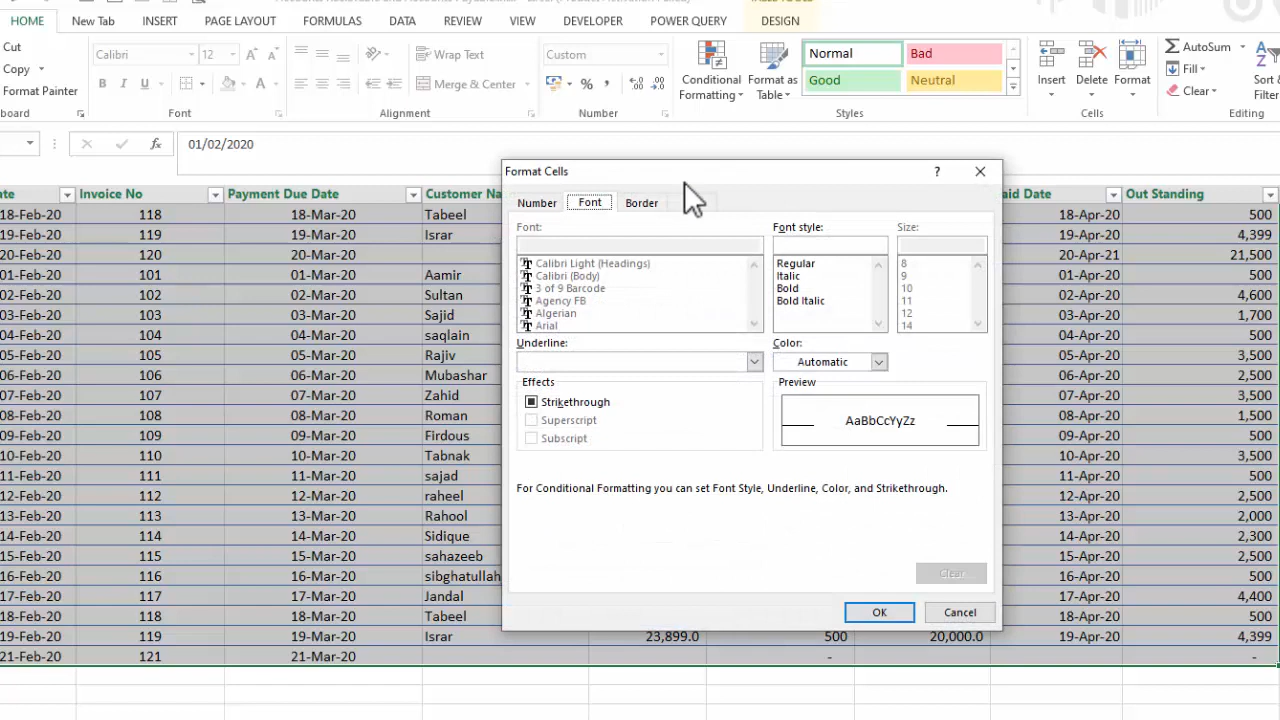 HOME New Tab INSERT PAGE LAYOUT FORMULAS DATA REVIEW VIEW DEVELOPER POWER QUERY DESIGN
Cut
Copy
Format Painter
Calibri 12
B I U
Wrap Text
Merge & Center
Custom
%
Conditional Formatting
Format as Table
Normal Bad
Good Neutral
Insert Delete Format
AutoSum
Fill
Clear
Sort
Filter
board Font Alignment Number Styles Cells Editing
fx 01/02/2020
ate Invoice No Payment Due Date Customer Na aid Date Out Standing
18-Feb-20 118 18-Mar-20 Tabeel 18-Apr-20 500
19-Feb-20 119 19-Mar-20 Israr 19-Apr-20 4,399
20-Feb-20 120 20-Mar-20 20-Apr-21 21,500
01-Feb-20 101 01-Mar-20 Aamir 01-Apr-20 500
02-Feb-20 102 02-Mar-20 Sultan 02-Apr-20 4,600
03-Feb-20 103 03-Mar-20 Sajid 03-Apr-20 1,700
04-Feb-20 104 04-Mar-20 saqlain 04-Apr-20 500
05-Feb-20 105 05-Mar-20 Rajiv 05-Apr-20 3,500
06-Feb-20 106 06-Mar-20 Mubashar 06-Apr-20 2,500
07-Feb-20 107 07-Mar-20 Zahid 07-Apr-20 3,500
08-Feb-20 108 08-Mar-20 Roman 08-Apr-20 1,500
09-Feb-20 109 09-Mar-20 Firdous 09-Apr-20 500
10-Feb-20 110 10-Mar-20 Tabnak 10-Apr-20 3,500
11-Feb-20 111 11-Mar-20 sajad 11-Apr-20 500
12-Feb-20 112 12-Mar-20 raheel 12-Apr-20 2,500
13-Feb-20 113 13-Mar-20 Rahool 13-Apr-20 2,000
14-Feb-20 114 14-Mar-20 Sidique 14-Apr-20 2,300
15-Feb-20 115 15-Mar-20 sahazeeb 15-Apr-20 2,500
16-Feb-20 116 16-Mar-20 sibghatullah 16-Apr-20 500
17-Feb-20 117 17-Mar-20 Jandal 17-Apr-20 4,400
18-Feb-20 118 18-Mar-20 Tabeel 18-Apr-20 500
19-Feb-20 119 19-Mar-20 Israr 23,899.0 500 20,000.0 19-Apr-20 4,399
21-Feb-20 121 21-Mar-20 - -
Format Cells ?
Number Font Border
Font: Font style: Size:
Calibri Light (Headings) Regular 8
Calibri (Body) Italic 9
3 of 9 Barcode Bold 10
Agency FB Bold Italic 11
Algerian 12
Arial 14
Underline: Color:
Automatic
Effects Preview
Strikethrough
Superscript AaBbCcYyZz
Subscript
For Conditional Formatting you can set Font Style, Underline, Color, and Strikethrough.
Clear
OK Cancel